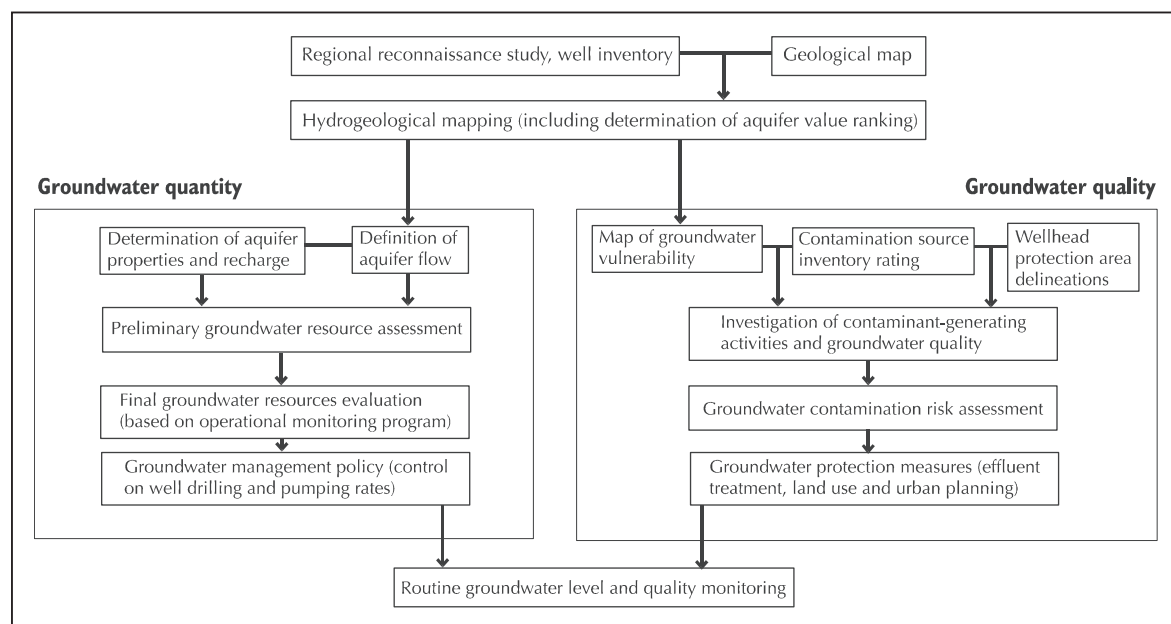 Regional reconnaissance study, well inventory
Geological map
Hydrogeological mapping (including determination of aquifer value ranking)
Groundwater quantity
Determination of aquifer
properties and recharge
Definition of
aquifer flow
Preliminary groundwater resource assessment
Final groundwater resources evaluation
(based on operational monitoring program)
Groundwater management policy (control
on well drilling and pumping rates)
Groundwater quality
Map of groundwater
vulnerability
Contamination source
inventory rating
Wellhead
protection area
delineations
Investigation of contaminant-generating
activities and groundwater quality
Groundwater contamination risk assessment
Groundwater protection measures (effluent
treatment, land use and urban planning)
Routine groundwater level and quality monitoring